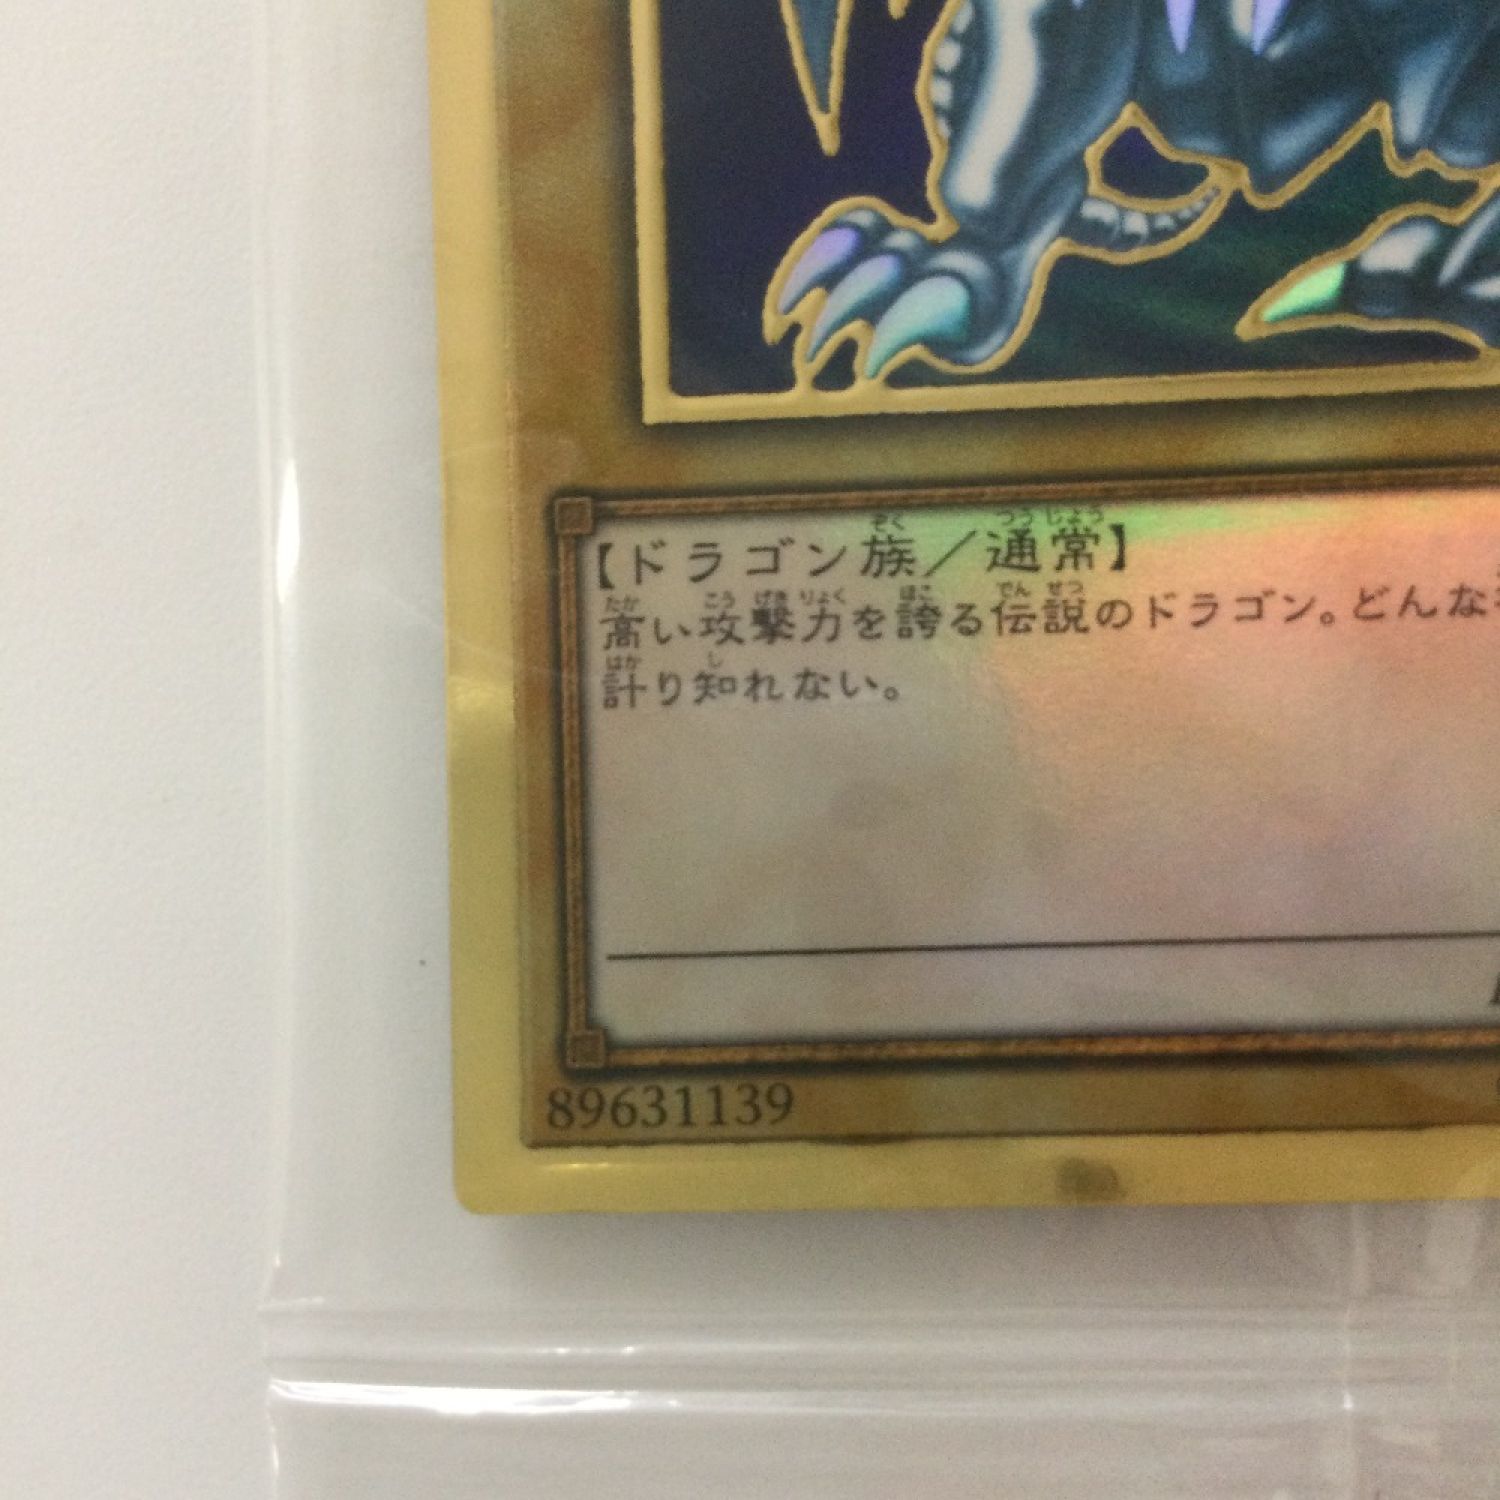 【ドラゴン族／通常】
高い攻撃力を誇る伝説のドラゴン。どんな
計り知れない。
89631139